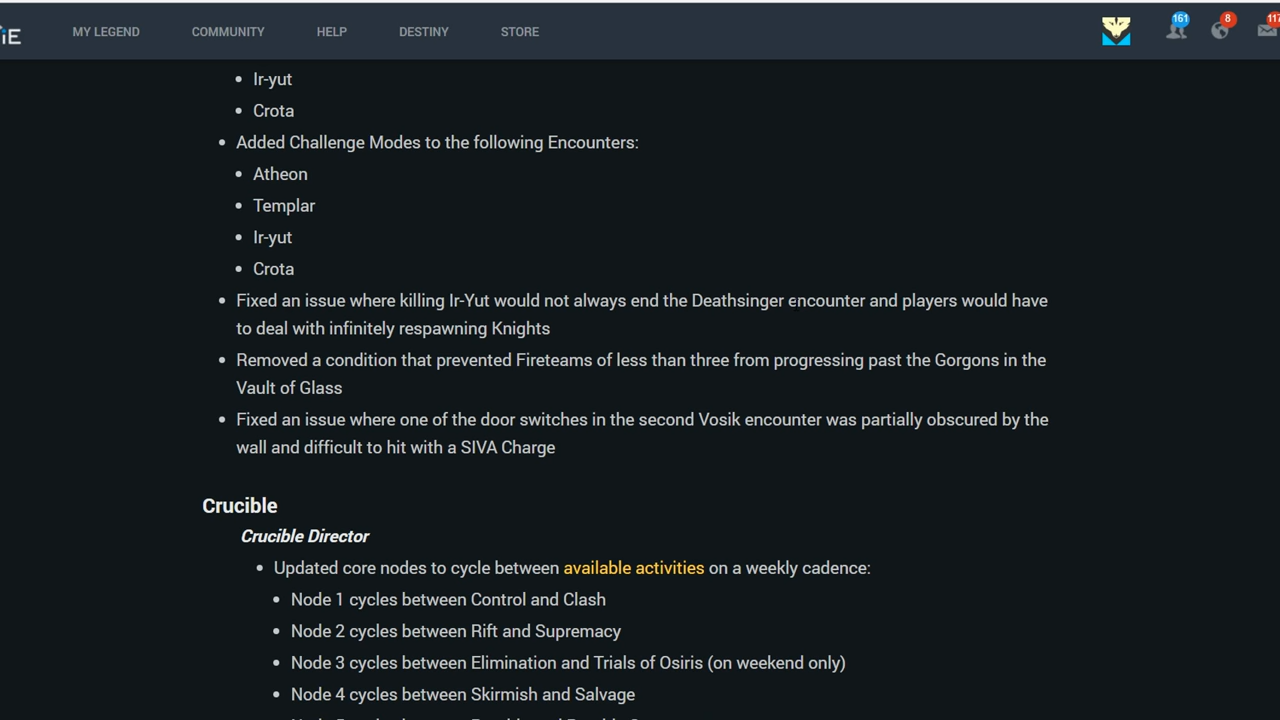 iE MY LEGEND COMMUNITY HELP DESTINY STORE 161 8 117
Ir-yut
Crota
Added Challenge Modes to the following Encounters:
Atheon
Templar
Ir-yut
Crota
Fixed an issue where killing Ir-Yut would not always end the Deathsinger encounter and players would have
to deal with infinitely respawning Knights
Removed a condition that prevented Fireteams of less than three from progressing past the Gorgons in the
Vault of Glass
Fixed an issue where one of the door switches in the second Vosik encounter was partially obscured by the
wall and difficult to hit with a SIVA Charge
Crucible
Crucible Director
Updated core nodes to cycle between available activities on a weekly cadence:
Node 1 cycles between Control and Clash
Node 2 cycles between Rift and Supremacy
Node 3 cycles between Elimination and Trials of Osiris (on weekend only)
Node 4 cycles between Skirmish and Salvage